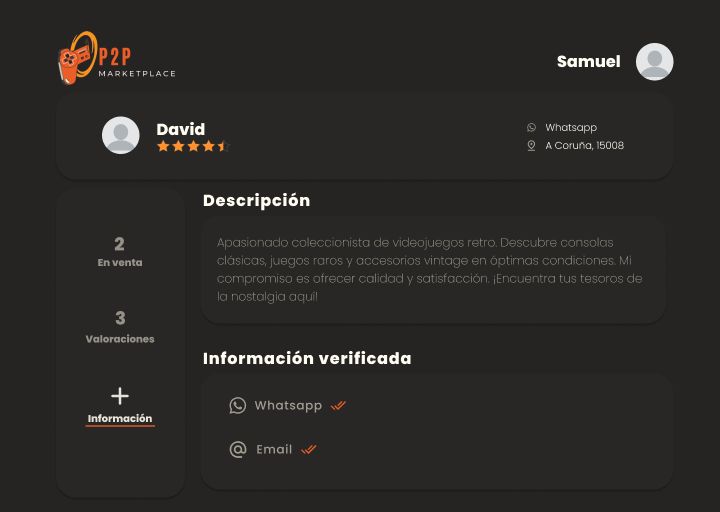 P2P
MARKETPLACE
Samuel
David
Whatsapp
A Coruña, 15008
2
En venta
3
Valoraciones
Información
Descripción
Apasionado coleccionista de videojuegos retro. Descubre consolas
clásicas, juegos raros y accesorios vintage en óptimas condiciones. Mi
compromiso es ofrecer calidad y satisfacción. ¡Encuentra tus tesoros de
la nostalgia aquí!
Información verificada
Whatsapp
Email